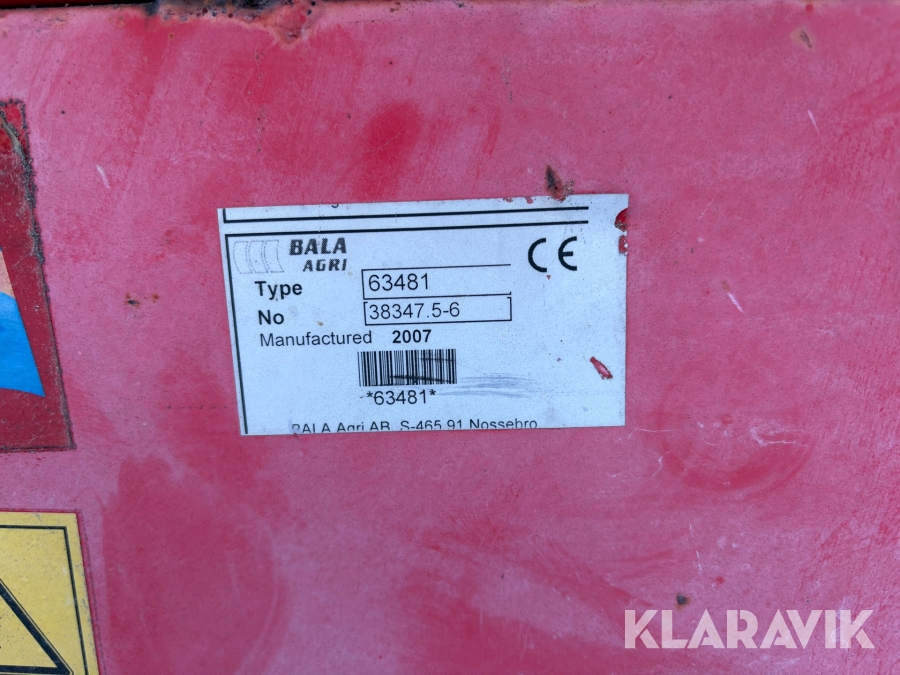 BALA
AGRI
CE
Type 63481
No 38347.5-6
Manufactured 2007
*63481*
BALA Agri AB, S-465 91 Nossebro
KLARAVIK